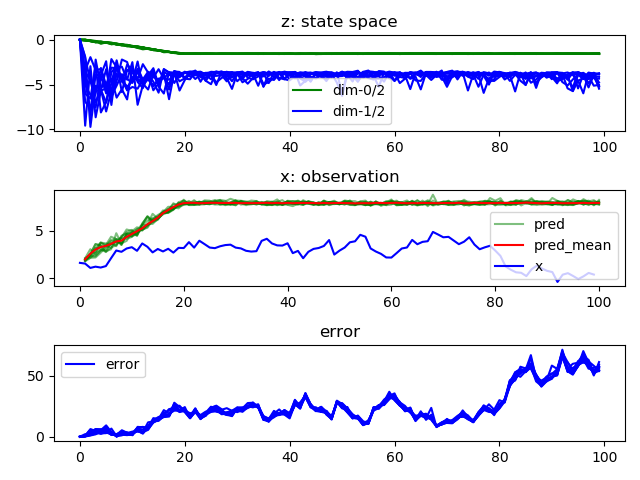 z: state space
0
−5
−10
dim-0/2
dim-1/2
0 20 40 60 80 100
x: observation
5
0
pred
pred_mean
x
0 20 40 60 80 100
error
50
0
error
0 20 40 60 80 100